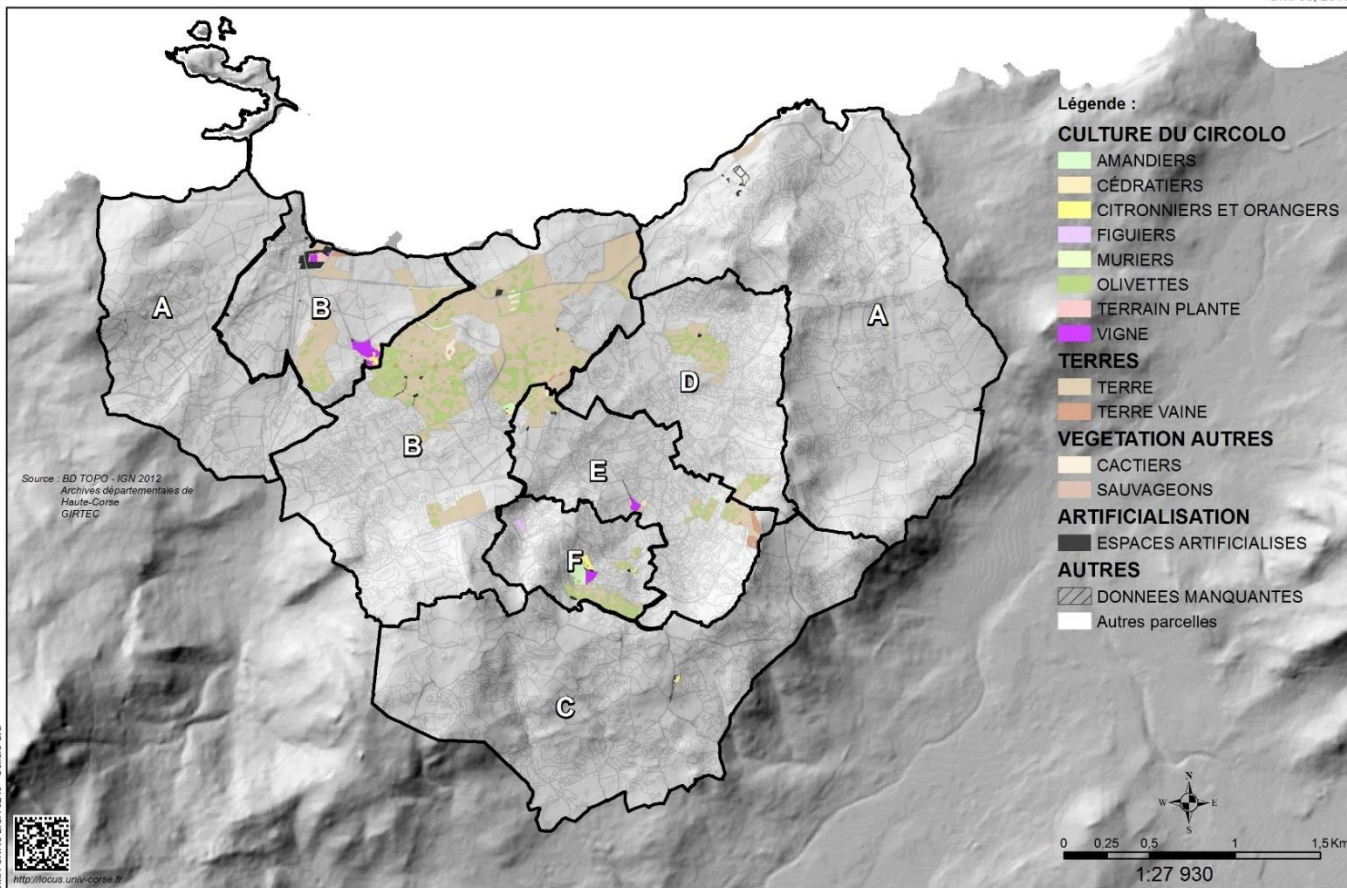 Légende :
CULTURE DU CIRCOLO
AMANDIERS
CÉDRATIERS
CITRONNIERS ET ORANGERS
FIGUIERS
MURIERS
OLIVETTES
TERRAIN PLANTE
VIGNE
TERRES
TERRE
TERRE VAINE
VEGETATION AUTRES
CACTIERS
SAUVAGEONS
ARTIFICIALISATION
ESPACES ARTIFICIALISES
AUTRES
DONNEES MANQUANTES
Autres parcelles
A
B
A
D
B
E
F
C
Source : BD TOPO - IGN 2012
Archives départementales de
Haute-Corse
GIRTEC
http://locus.univ-corse.fr
N
W E
S
0 0,25 0,5 1 1,5 Km
1:27 930